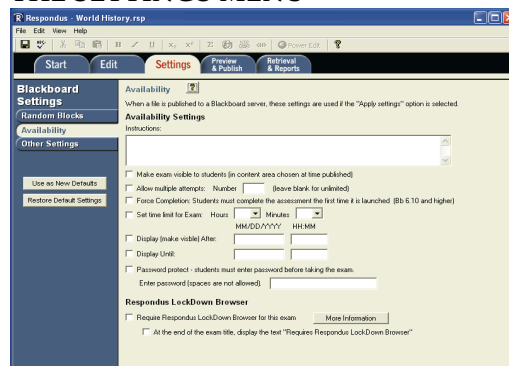 THE SETTINGS MENU
Respondus - World History.rsp
File Edit View Help
Power Edit
Start Edit Settings Preview & Publish Retrieval & Reports
Blackboard Settings
Random Blocks
Availability
Other Settings
Use as New Defaults
Restore Default Settings
Availability
When a file is published to a Blackboard server, these settings are used if the "Apply settings" option is selected.
Availability Settings
Instructions:
Make exam visible to students (in content area chosen at time published)
Allow multiple attempts: Number (leave blank for unlimited)
Force Completion: Students must complete the assessment the first time it is launched (Bb 6.10 and higher)
Set time limit for Exam: Hours Minutes
MM/DD/YYYY HH:MM
Display (make visible) After:
Display Until:
Password protect - students must enter password before taking the exam.
Enter password (spaces are not allowed).
Respondus LockDown Browser
Require Respondus LockDown Browser for this exam More Information
At the end of the exam title, display the text "Requires Respondus LockDown Browser"